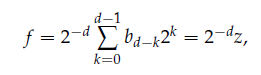 f = 2^{-d} \sum_{k=0}^{d-1} b_{d-k} 2^k = 2^{-d} z,